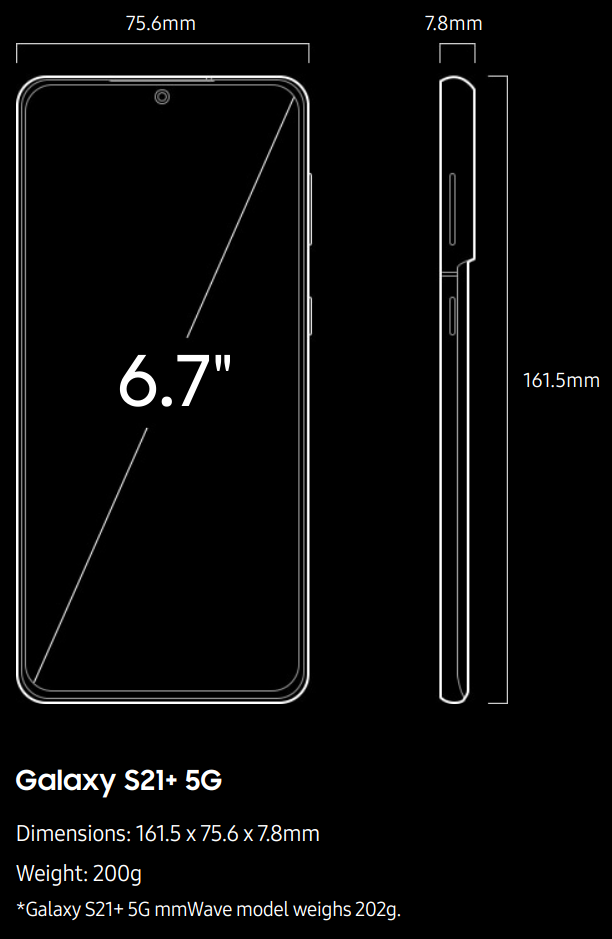 75.6mm 7.8mm
6.7"
161.5mm
Galaxy S21+ 5G
Dimensions: 161.5 x 75.6 x 7.8mm
Weight: 200g
*Galaxy S21+ 5G mmWave model weighs 202g.